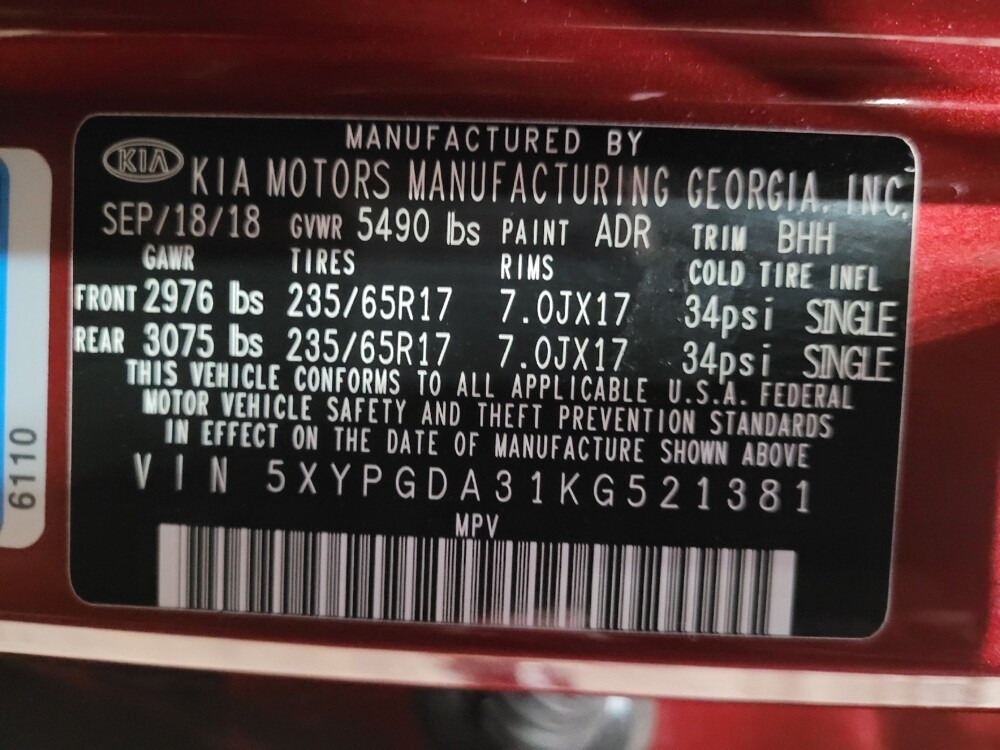 MANUFACTURED BY
KIA
KIA MOTORS MANUFACTURING GEORGIA, INC.
SEP/18/18 GVWR 5490 lbs PAINT ADR TRIM BHH
GAWR TIRES RIMS COLD TIRE INFL
FRONT 2976 lbs 235/65R17 7.0JX17 34psi SINGLE
REAR 3075 lbs 235/65R17 7.0JX17 34psi SINGLE
THIS VEHICLE CONFORMS TO ALL APPLICABLE U.S.A. FEDERAL
MOTOR VEHICLE SAFETY AND THEFT PREVENTION STANDARDS
IN EFFECT ON THE DATE OF MANUFACTURE SHOWN ABOVE
VIN 5XYPGDA31KG521381
MPV
6110